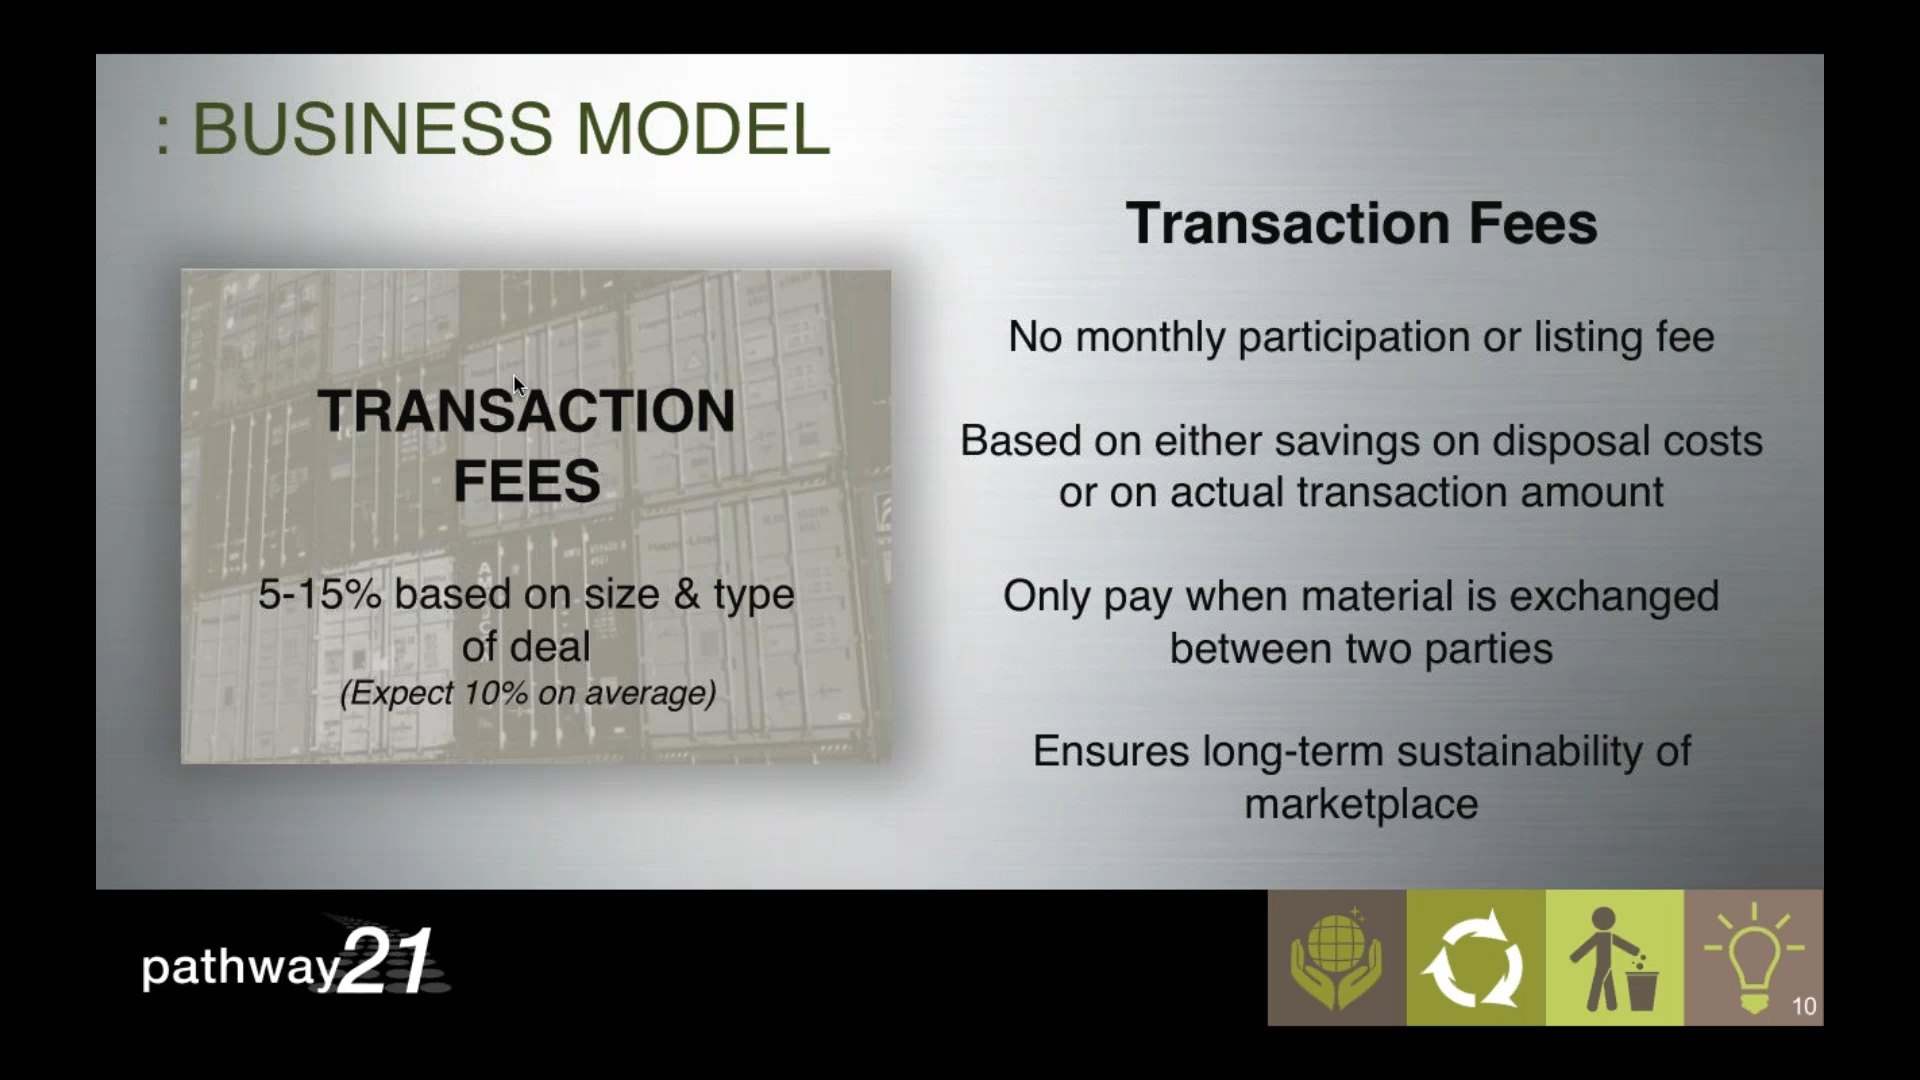 : BUSINESS MODEL
TRANSACTION
FEES
5-15% based on size & type
of deal
(Expect 10% on average)
Transaction Fees
No monthly participation or listing fee
Based on either savings on disposal costs
or on actual transaction amount
Only pay when material is exchanged
between two parties
Ensures long-term sustainability of
marketplace
pathway21
10